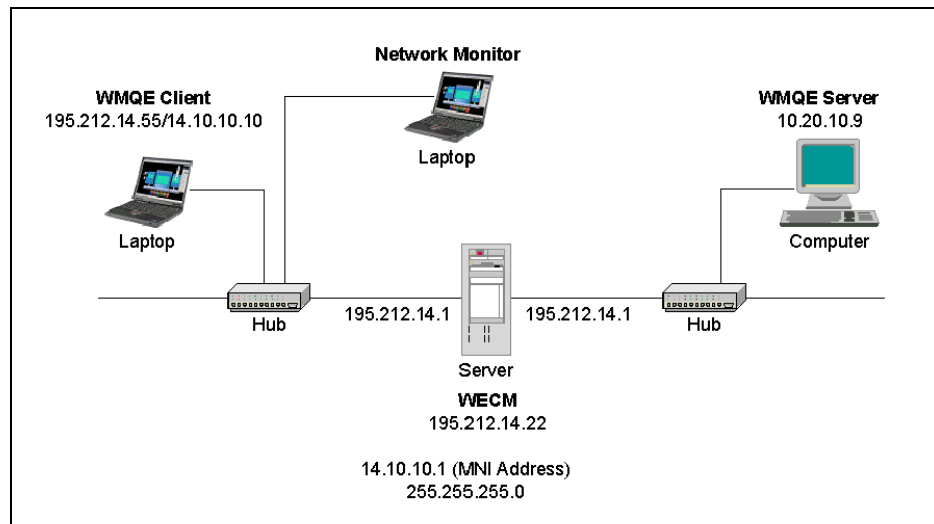 Network Monitor
Laptop
WMQE Client
195.212.14.55/14.10.10.10
Laptop
WMQE Server
10.20.10.9
Computer
Hub
195.212.14.1
195.212.14.1
Hub
Server
WECM
195.212.14.22
14.10.10.1 (MNI Address)
255.255.255.0